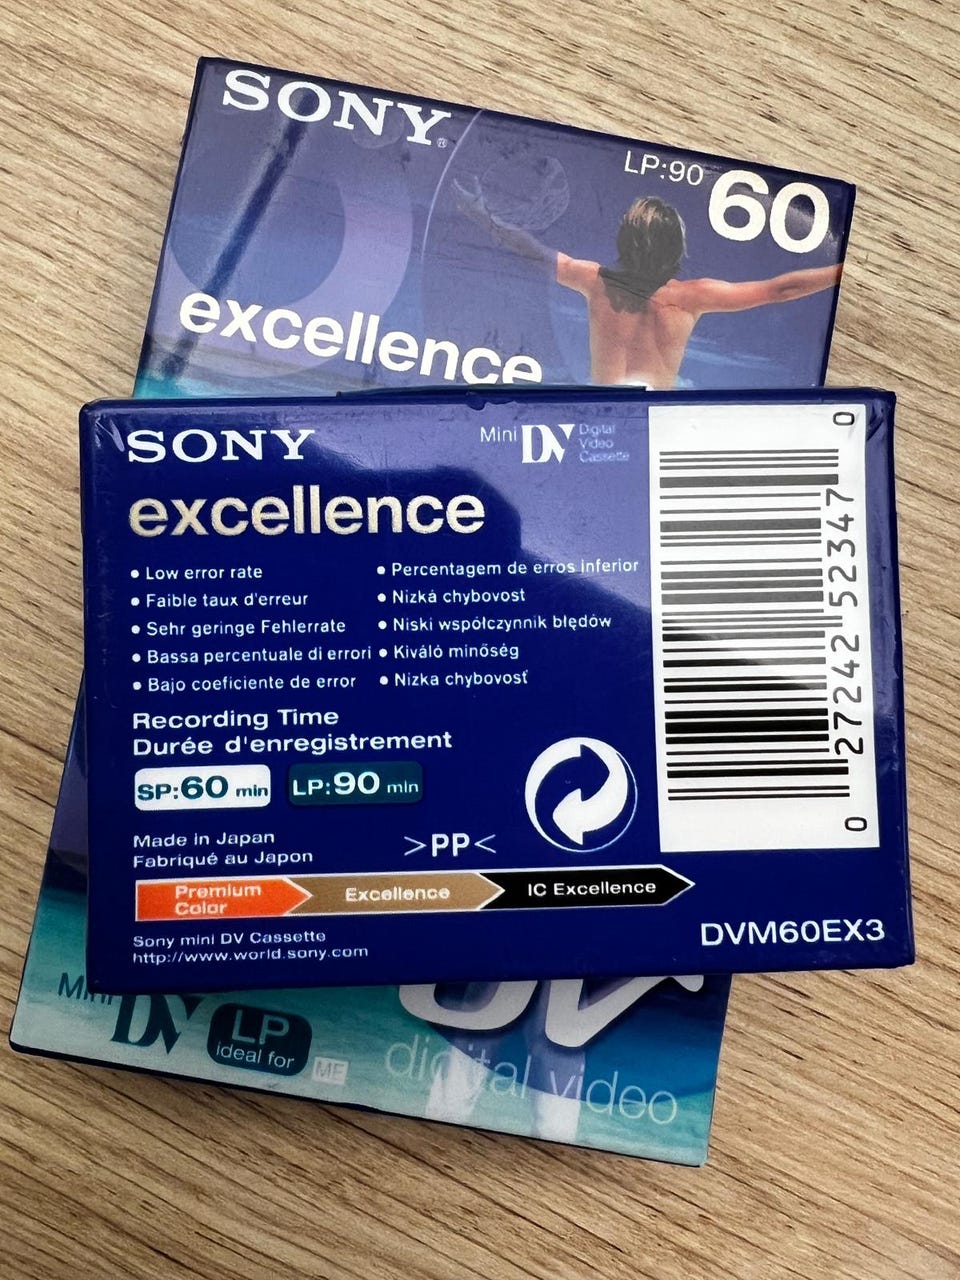 SONY®
LP:90 60
excellence
SONY
Mini DV Digital Video Cassette
excellence
• Low error rate
• Faible taux d'erreur
• Sehr geringe Fehlerrate
• Bassa percentuale di errori
• Bajo coeficiente de error
• Percentagem de erros inferior
• Nizká chybovost
• Niski współczynnik błędów
• Kiváló minőség
• Nizka chybovosť
Recording Time
Durée d'enregistrement
SP:60 min LP:90 min
Made in Japan
Fabriqué au Japon
>PP<
Premium
Color
Excellence
IC Excellence
Sony mini DV Cassette
http://www.world.sony.com
DVM60EX3
0 27242 52347 0
Mini DV
LP
ideal for
ME
DV
digital video